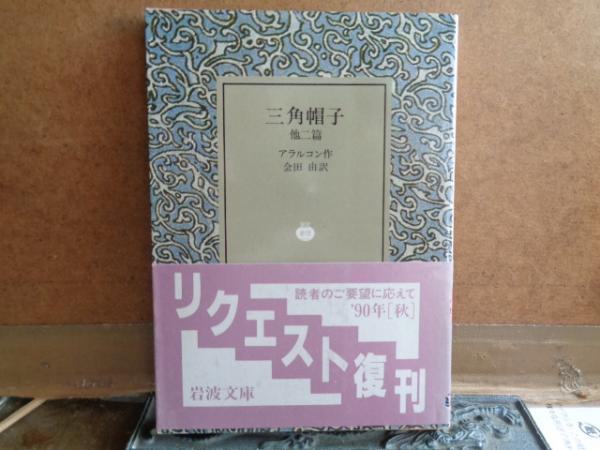 三角帽子
他二篇
アラルコン作
会田 由訳
読者のご要望に応えて
'90年[秋]
リクエスト復刊
岩波文庫